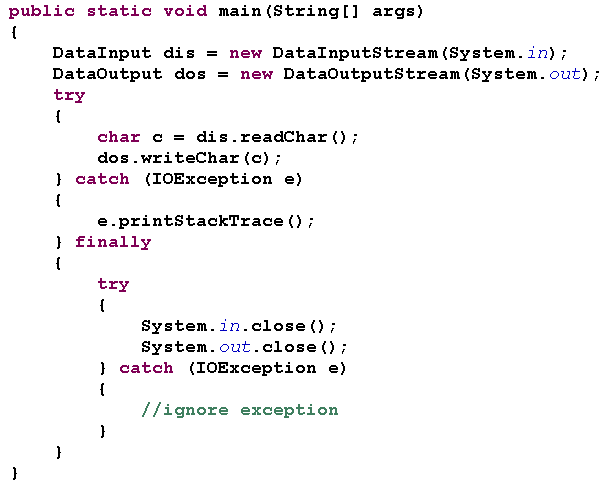 public static void main(String[] args)
{
    DataInput dis = new DataInputStream(System.in);
    DataOutput dos = new DataOutputStream(System.out);
    try
    {
        char c = dis.readChar();
        dos.writeChar(c);
    } catch (IOException e)
    {
        e.printStackTrace();
    } finally
    {
        try
        {
            System.in.close();
            System.out.close();
        } catch (IOException e)
        {
            //ignore exception
        }
    }
}